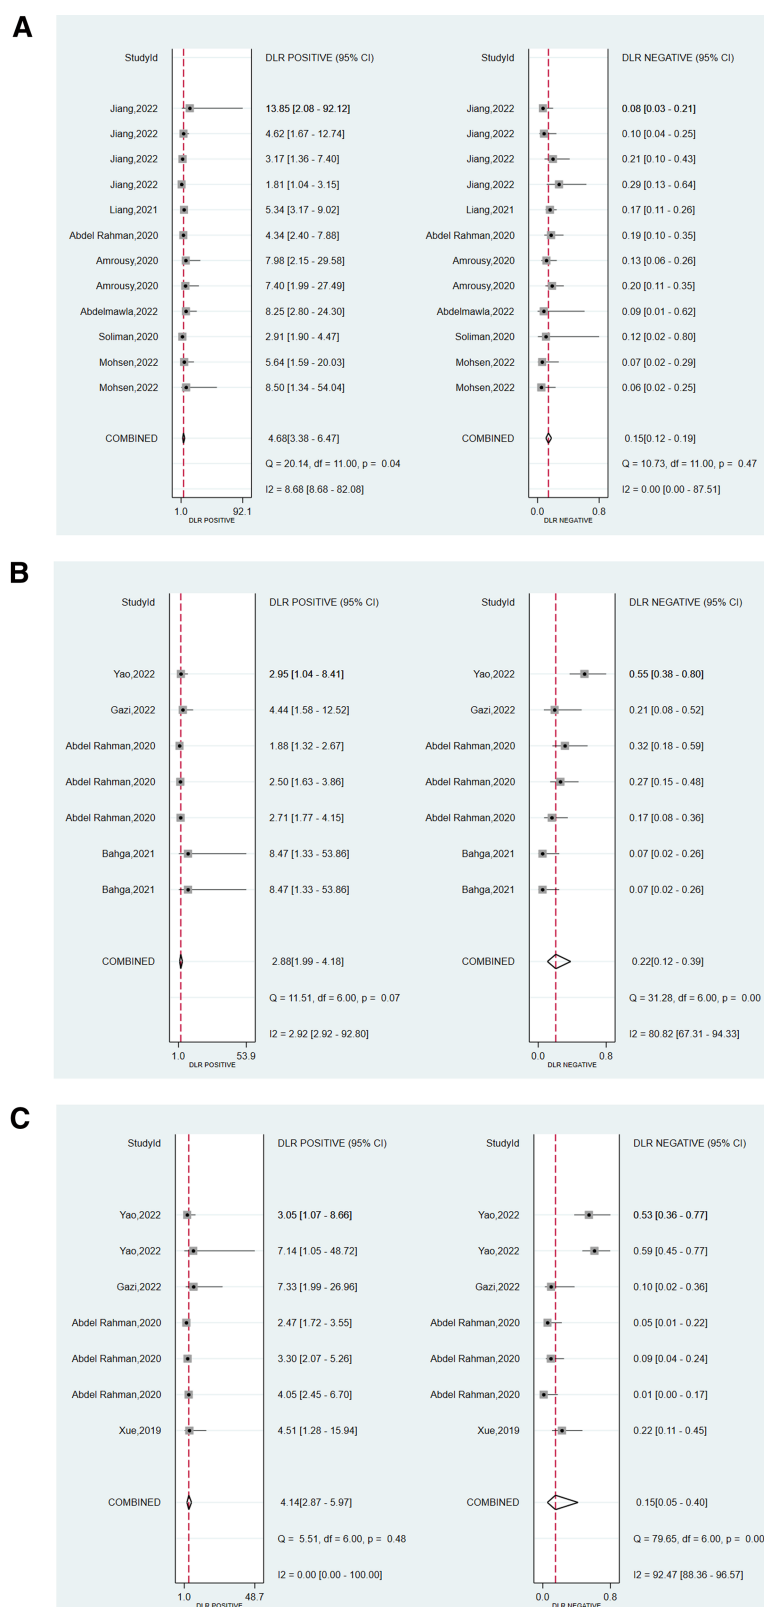 A
StudyId DLR POSITIVE (95% CI)
Jiang,2022 13.85 [2.08 - 92.12]
Jiang,2022 4.62 [1.67 - 12.74]
Jiang,2022 3.17 [1.36 - 7.40]
Jiang,2022 1.81 [1.04 - 3.15]
Liang,2021 5.34 [3.17 - 9.02]
Abdel Rahman,2020 4.34 [2.40 - 7.88]
Amrousy,2020 7.98 [2.15 - 29.58]
Amrousy,2020 7.40 [1.99 - 27.49]
Abdelmawla,2022 8.25 [2.80 - 24.30]
Soliman,2020 2.91 [1.90 - 4.47]
Mohsen,2022 5.64 [1.59 - 20.03]
Mohsen,2022 8.50 [1.34 - 54.04]
COMBINED 4.68[3.38 - 6.47]
Q = 20.14, df = 11.00, p = 0.04
I2 = 8.68 [8.68 - 82.08]
1.0 92.1
DLR POSITIVE
StudyId DLR NEGATIVE (95% CI)
Jiang,2022 0.08 [0.03 - 0.21]
Jiang,2022 0.10 [0.04 - 0.25]
Jiang,2022 0.21 [0.10 - 0.43]
Jiang,2022 0.29 [0.13 - 0.64]
Liang,2021 0.17 [0.11 - 0.26]
Abdel Rahman,2020 0.19 [0.10 - 0.35]
Amrousy,2020 0.13 [0.06 - 0.26]
Amrousy,2020 0.20 [0.11 - 0.35]
Abdelmawla,2022 0.09 [0.01 - 0.62]
Soliman,2020 0.12 [0.02 - 0.80]
Mohsen,2022 0.07 [0.02 - 0.29]
Mohsen,2022 0.06 [0.02 - 0.25]
COMBINED 0.15[0.12 - 0.19]
Q = 10.73, df = 11.00, p = 0.47
I2 = 0.00 [0.00 - 87.51]
0.0 0.8
DLR NEGATIVE
B
StudyId DLR POSITIVE (95% CI)
Yao,2022 2.95 [1.04 - 8.41]
Gazi,2022 4.44 [1.58 - 12.52]
Abdel Rahman,2020 1.88 [1.32 - 2.67]
Abdel Rahman,2020 2.50 [1.63 - 3.86]
Abdel Rahman,2020 2.71 [1.77 - 4.15]
Bahga,2021 8.47 [1.33 - 53.86]
Bahga,2021 8.47 [1.33 - 53.86]
COMBINED 2.88[1.99 - 4.18]
Q = 11.51, df = 6.00, p = 0.07
I2 = 2.92 [2.92 - 92.80]
1.0 53.9
DLR POSITIVE
StudyId DLR NEGATIVE (95% CI)
Yao,2022 0.55 [0.38 - 0.80]
Gazi,2022 0.21 [0.08 - 0.52]
Abdel Rahman,2020 0.32 [0.18 - 0.59]
Abdel Rahman,2020 0.27 [0.15 - 0.48]
Abdel Rahman,2020 0.17 [0.08 - 0.36]
Bahga,2021 0.07 [0.02 - 0.26]
Bahga,2021 0.07 [0.02 - 0.26]
COMBINED 0.22[0.12 - 0.39]
Q = 31.28, df = 6.00, p = 0.00
I2 = 80.82 [67.31 - 94.33]
0.0 0.8
DLR NEGATIVE
C
StudyId DLR POSITIVE (95% CI)
Yao,2022 3.05 [1.07 - 8.66]
Yao,2022 7.14 [1.05 - 48.72]
Gazi,2022 7.33 [1.99 - 26.96]
Abdel Rahman,2020 2.47 [1.72 - 3.55]
Abdel Rahman,2020 3.30 [2.07 - 5.26]
Abdel Rahman,2020 4.05 [2.45 - 6.70]
Xue,2019 4.51 [1.28 - 15.94]
COMBINED 4.14[2.87 - 5.97]
Q = 5.51, df = 6.00, p = 0.48
I2 = 0.00 [0.00 - 100.00]
1.0 48.7
DLR POSITIVE
StudyId DLR NEGATIVE (95% CI)
Yao,2022 0.53 [0.36 - 0.77]
Yao,2022 0.59 [0.45 - 0.77]
Gazi,2022 0.10 [0.02 - 0.36]
Abdel Rahman,2020 0.05 [0.01 - 0.22]
Abdel Rahman,2020 0.09 [0.04 - 0.24]
Abdel Rahman,2020 0.01 [0.00 - 0.17]
Xue,2019 0.22 [0.11 - 0.45]
COMBINED 0.15[0.05 - 0.40]
Q = 79.65, df = 6.00, p = 0.00
I2 = 92.47 [88.36 - 96.57]
0.0 0.8
DLR NEGATIVE